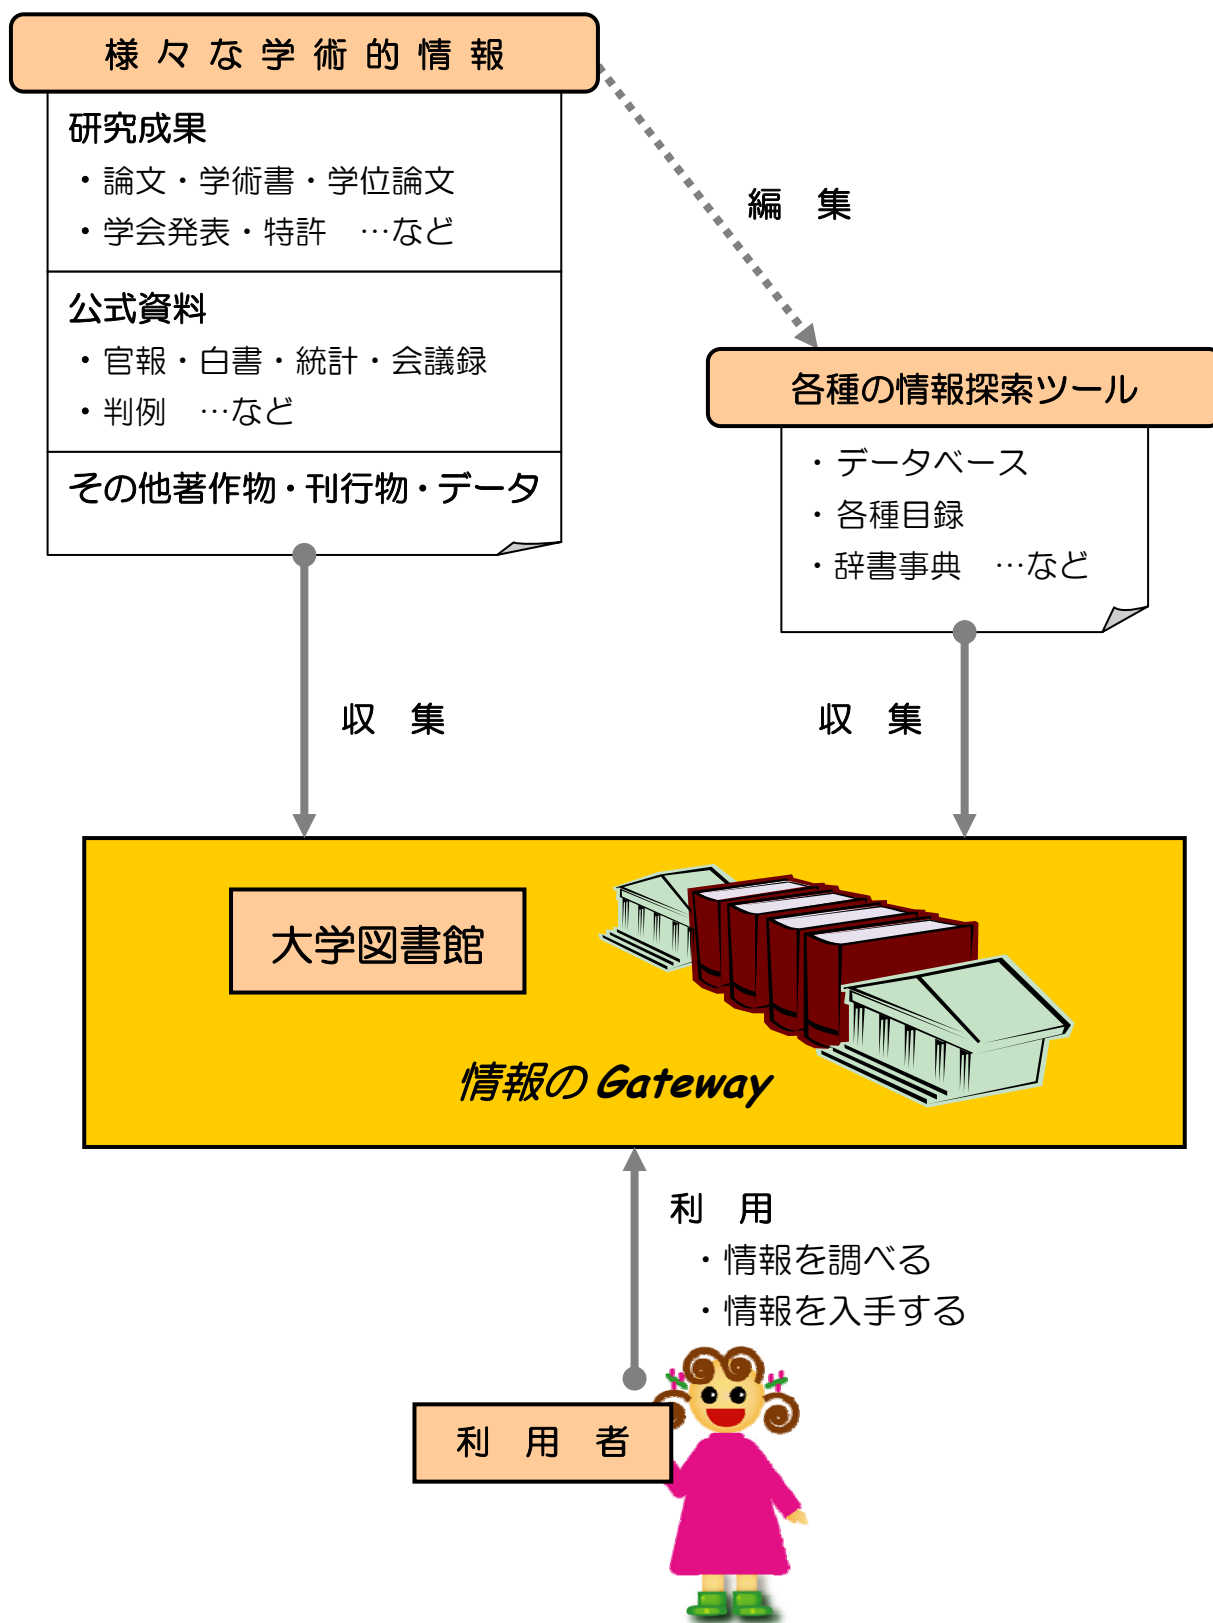 様々な学術的情報
研究成果
・論文・学術書・学位論文
・学会発表・特許　…など
公式資料
・官報・白書・統計・会議録
・判例　…など
その他著作物・刊行物・データ
編　集
各種の情報探索ツール
・データベース
・各種目録
・辞書事典　…など
収　集
収　集
大学図書館
情報の Gateway
利　用
・情報を調べる
・情報を入手する
利　用　者